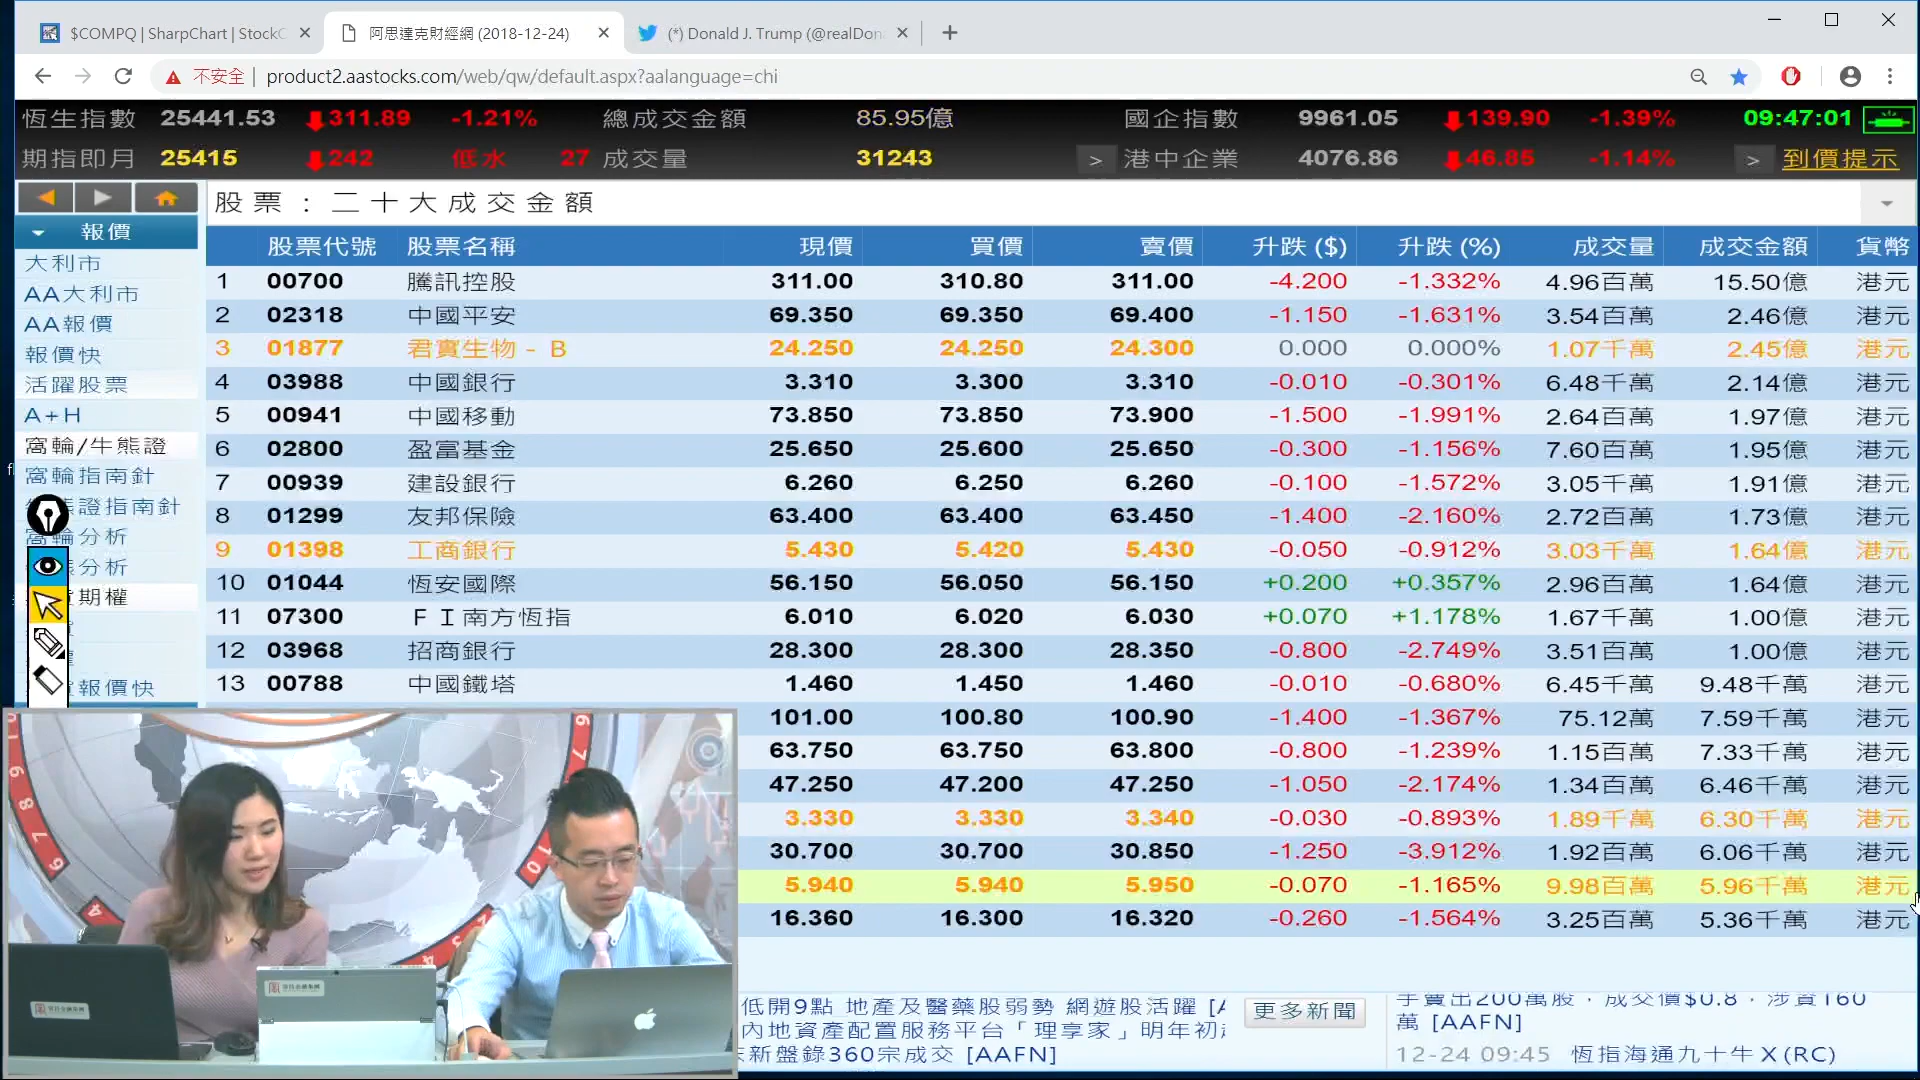 $COMPQ | SharpChart | StockC
阿思達克財經網 (2018-12-24)
(*) Donald J. Trump (@realDon
不安全 | product2.aastocks.com/web/qw/default.aspx?aalanguage=chi
恆生指數 25441.53 311.89 -1.21% 總成交金額 85.95億 國企指數 9961.05 139.90 -1.39% 09:47:01
期指即月 25415 242 低水 27 成交量 31243 > 港中企業 4076.86 46.85 -1.14% > 到價提示
股票：二十大成交金額
報價
大利市
AA大利市
AA報價
報價快
活躍股票
A+H
窩輪/牛熊證
窩輪指南針
證指南針
窩輪分析
分析
期權
報價快
股票代號 股票名稱 現價 買價 賣價 升跌 ($) 升跌 (%) 成交量 成交金額 貨幣
1 00700 騰訊控股 311.00 310.80 311.00 -4.200 -1.332% 4.96百萬 15.50億 港元
2 02318 中國平安 69.350 69.350 69.400 -1.150 -1.631% 3.54百萬 2.46億 港元
3 01877 君實生物－Ｂ 24.250 24.250 24.300 0.000 0.000% 1.07千萬 2.45億 港元
4 03988 中國銀行 3.310 3.300 3.310 -0.010 -0.301% 6.48千萬 2.14億 港元
5 00941 中國移動 73.850 73.850 73.900 -1.500 -1.991% 2.64百萬 1.97億 港元
6 02800 盈富基金 25.650 25.600 25.650 -0.300 -1.156% 7.60百萬 1.95億 港元
7 00939 建設銀行 6.260 6.250 6.260 -0.100 -1.572% 3.05千萬 1.91億 港元
8 01299 友邦保險 63.400 63.400 63.450 -1.400 -2.160% 2.72百萬 1.73億 港元
9 01398 工商銀行 5.430 5.420 5.430 -0.050 -0.912% 3.03千萬 1.64億 港元
10 01044 恆安國際 56.150 56.050 56.150 +0.200 +0.357% 2.96百萬 1.64億 港元
11 07300 ＦＩ南方恆指 6.010 6.020 6.030 +0.070 +1.178% 1.67千萬 1.00億 港元
12 03968 招商銀行 28.300 28.300 28.350 -0.800 -2.749% 3.51百萬 1.00億 港元
13 00788 中國鐵塔 1.460 1.450 1.460 -0.010 -0.680% 6.45千萬 9.48千萬 港元
101.00 100.80 100.90 -1.400 -1.367% 75.12萬 7.59千萬 港元
63.750 63.750 63.800 -0.800 -1.239% 1.15百萬 7.33千萬 港元
47.250 47.200 47.250 -1.050 -2.174% 1.34百萬 6.46千萬 港元
3.330 3.330 3.340 -0.030 -0.893% 1.89千萬 6.30千萬 港元
30.700 30.700 30.850 -1.250 -3.912% 1.92百萬 6.06千萬 港元
5.940 5.940 5.950 -0.070 -1.165% 9.98百萬 5.96千萬 港元
16.360 16.300 16.320 -0.260 -1.564% 3.25百萬 5.36千萬 港元
低開9點 地產及醫藥股弱勢 網遊股活躍
內地資產配置服務平台「理享家」明年初
新盤錄360宗成交 [AAFN]
更多新聞
手賣出200萬股，成交價$0.8，涉資160
萬 [AAFN]
12-24 09:45 恆指海通九十牛Ｘ(RC)